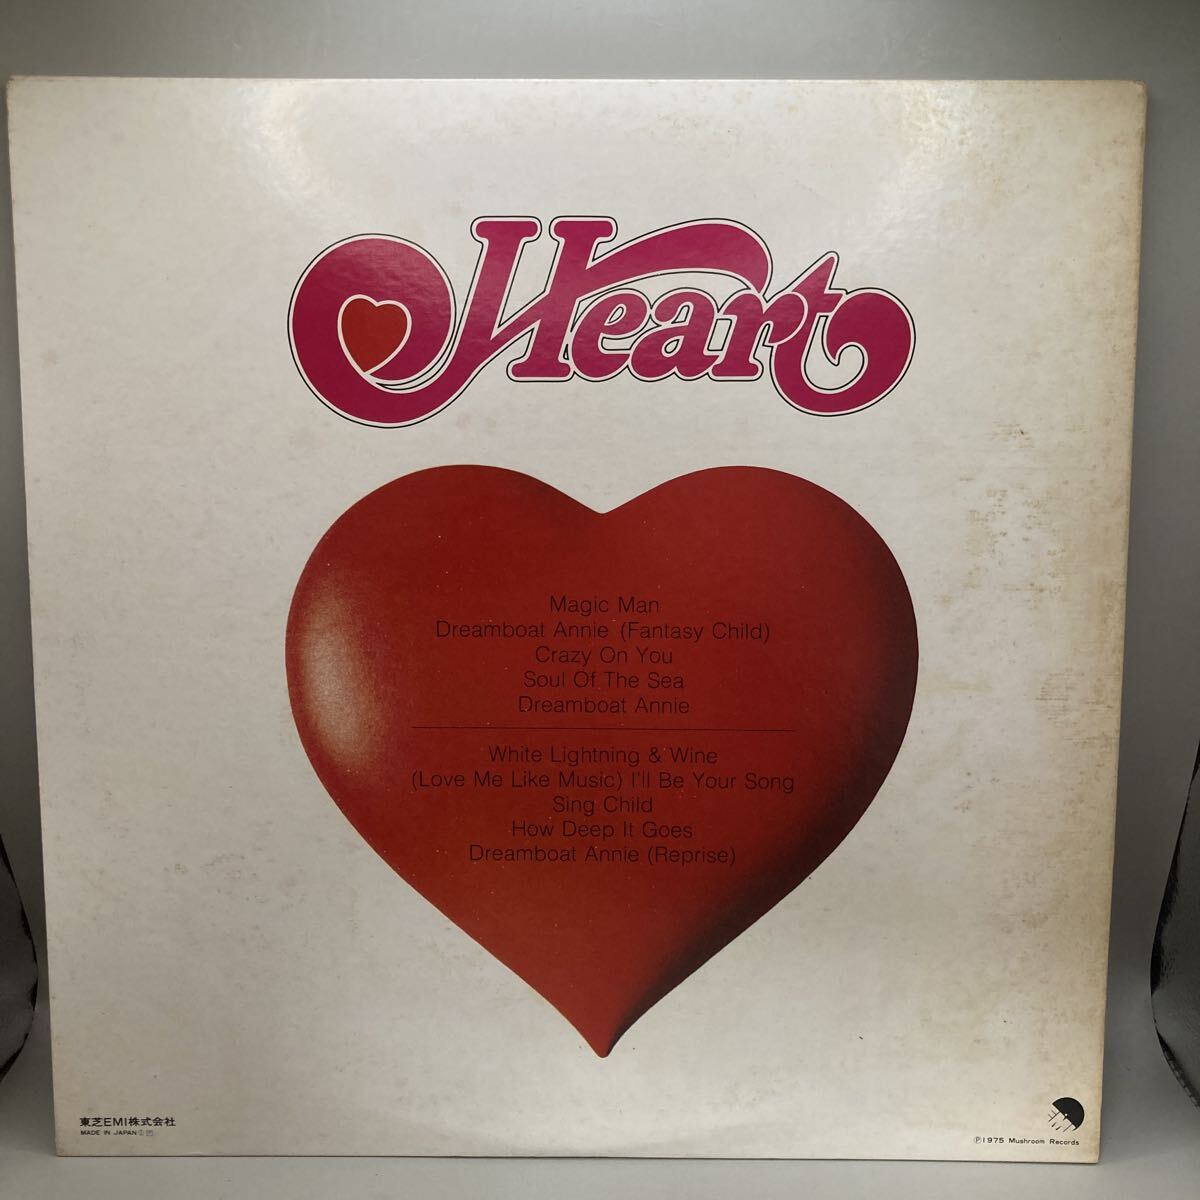 Heart
Magic Man
Dreamboat Annie (Fantasy Child)
Crazy On You
Soul Of The Sea
Dreamboat Annie
White Lightning & Wine
(Love Me Like Music) I'll Be Your Song
Sing Child
How Deep It Goes
Dreamboat Annie (Reprise)
東芝EMI株式会社
MADE IN JAPAN
Ⓟ1975 Mushroom Records